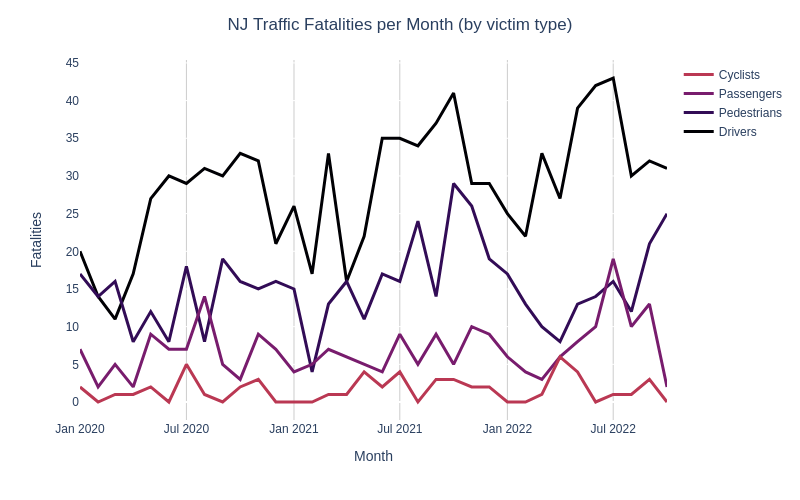 NJ Traffic Fatalities per Month (by victim type)
45
40
35
30
25
20
15
10
5
0
Fatalities
Jan 2020
Jul 2020
Jan 2021
Jul 2021
Jan 2022
Jul 2022
Month
Cyclists
Passengers
Pedestrians
Drivers